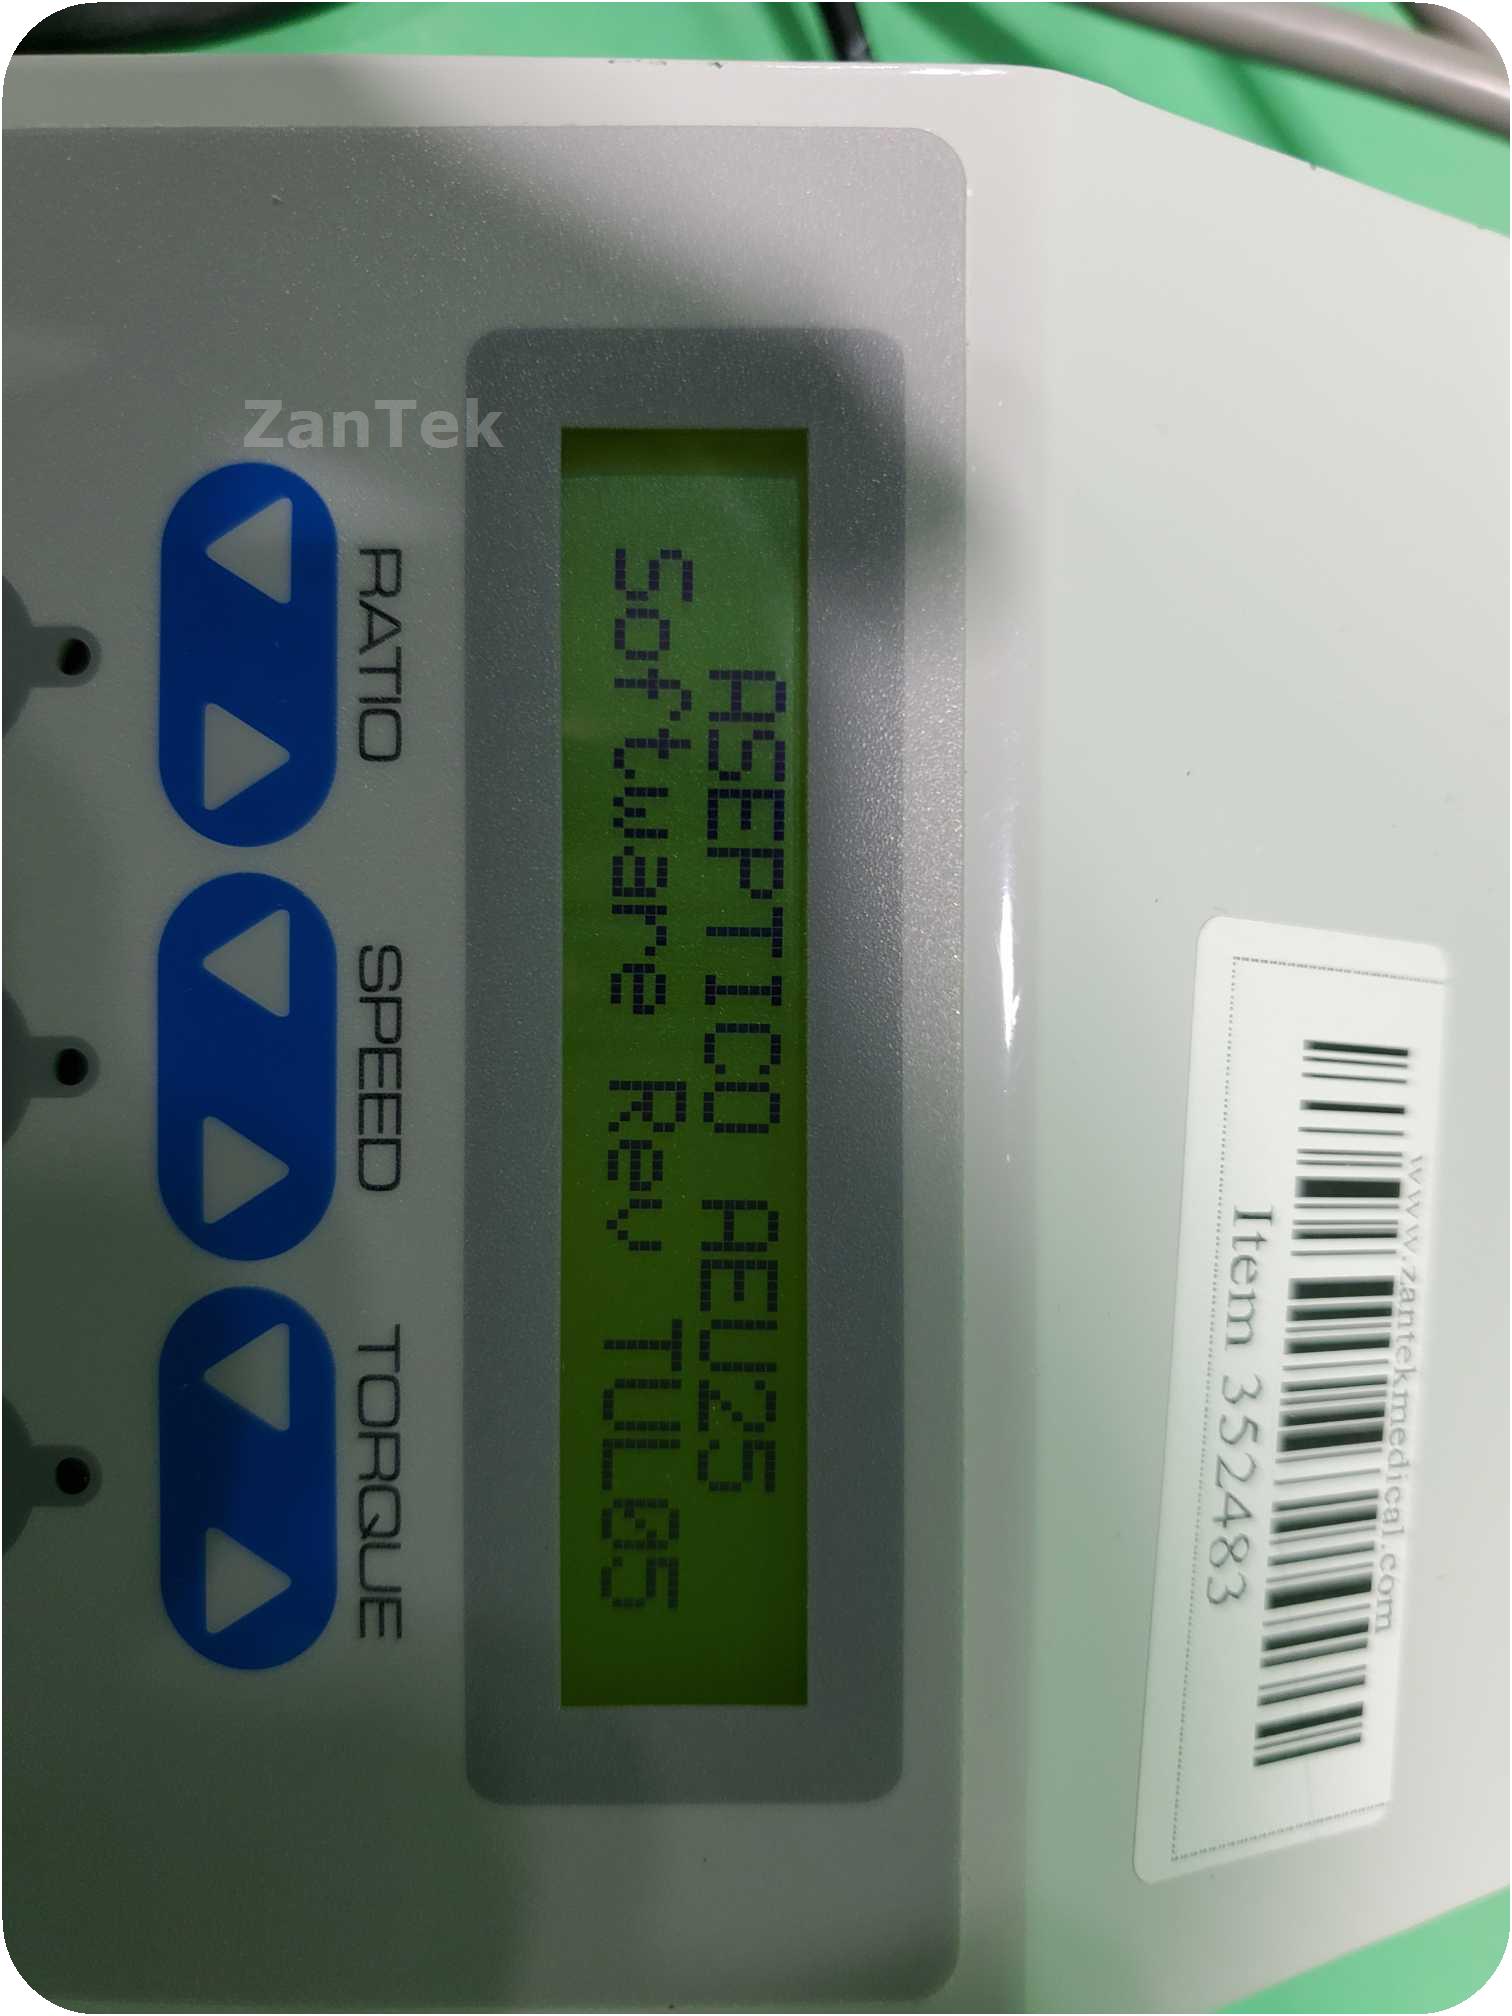 ZanTek
ASEPTICO AEU25
Software Rev TUL05
RATIO
SPEED
TORQUE
www.zantekmedical.com
Item 352483